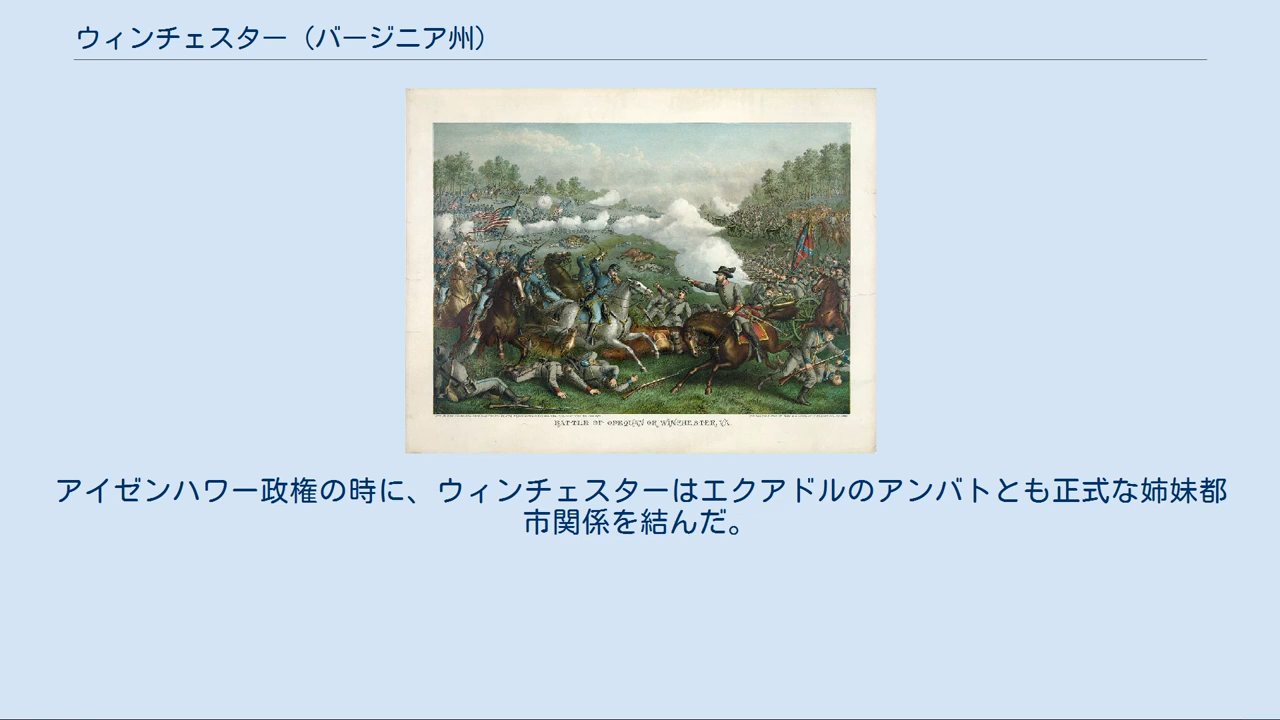 ウィンチェスター（バージニア州）
BATTLE OF OPEQUAN OR WINCHESTER, VA.
アイゼンハワー政権の時に、ウィンチェスターはエクアドルのアンバトとも正式な姉妹都
市関係を結んだ。